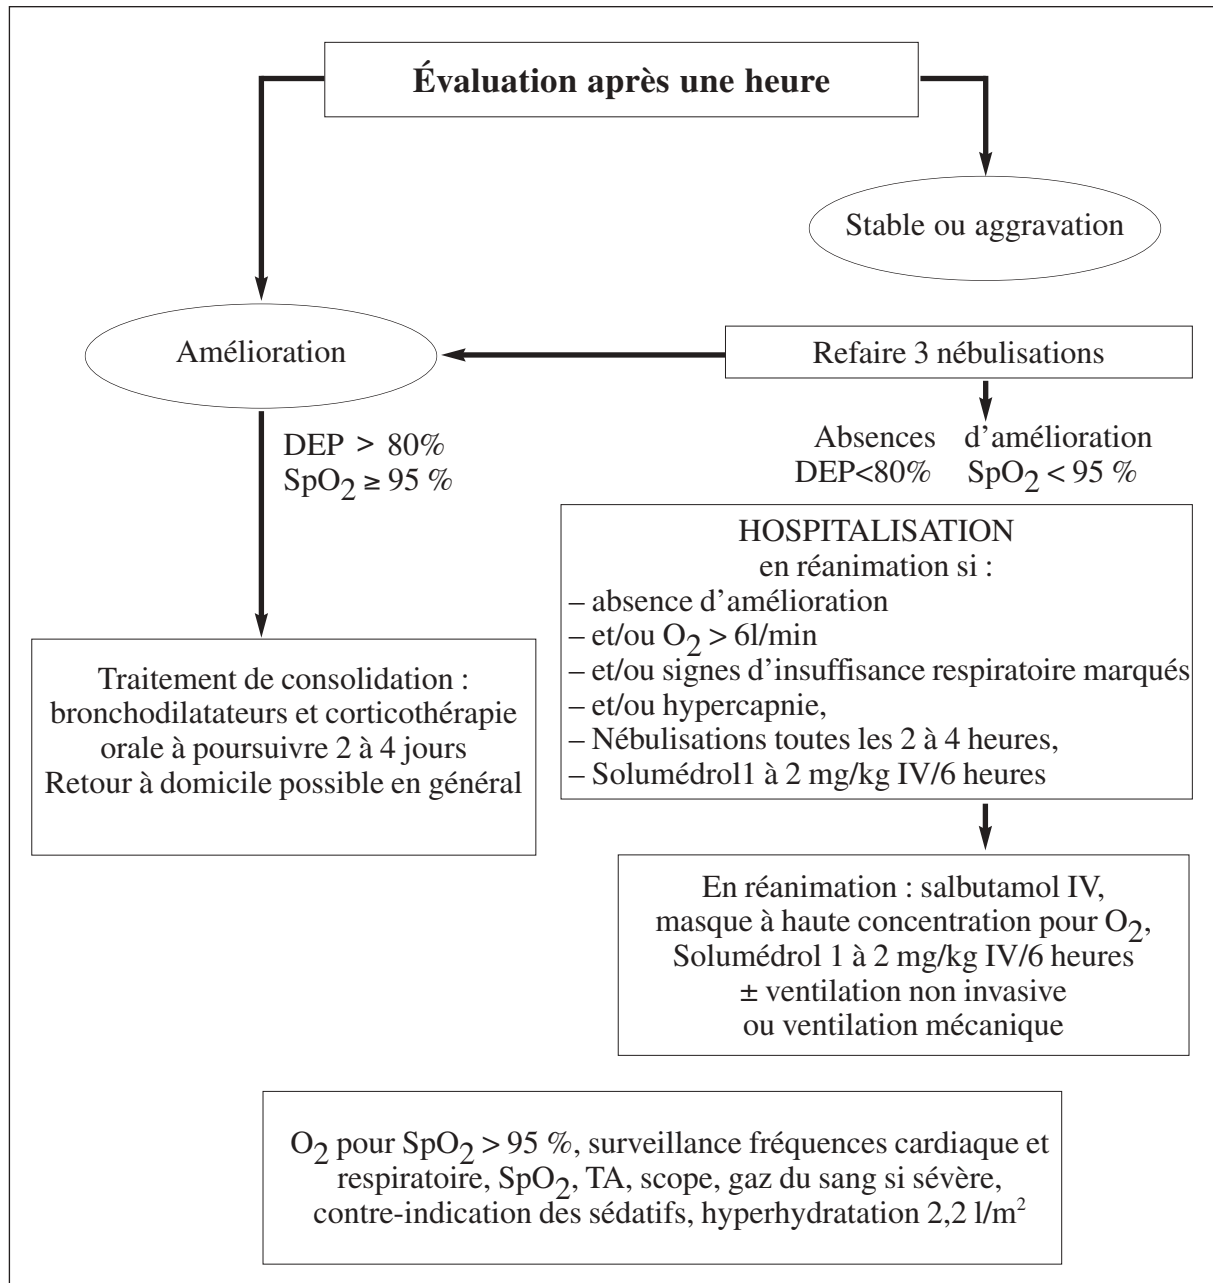 Évaluation après une heure
Stable ou aggravation
Amélioration
Refaire 3 nébulisations
DEP > 80%
SpO2 ≥ 95 %
Absences d’amélioration
DEP<80% SpO2 < 95 %
HOSPITALISATION
en réanimation si :
– absence d’amélioration
– et/ou O2 > 6l/min
– et/ou signes d’insuffisance respiratoire marqués
– et/ou hypercapnie,
– Nébulisations toutes les 2 à 4 heures,
– Solumédrol1 à 2 mg/kg IV/6 heures
Traitement de consolidation :
bronchodilatateurs et corticothérapie
orale à poursuivre 2 à 4 jours
Retour à domicile possible en général
En réanimation : salbutamol IV,
masque à haute concentration pour O2,
Solumédrol 1 à 2 mg/kg IV/6 heures
± ventilation non invasive
ou ventilation mécanique
O2 pour SpO2 > 95 %, surveillance fréquences cardiaque et
respiratoire, SpO2, TA, scope, gaz du sang si sévère,
contre-indication des sédatifs, hyperhydratation 2,2 l/m²